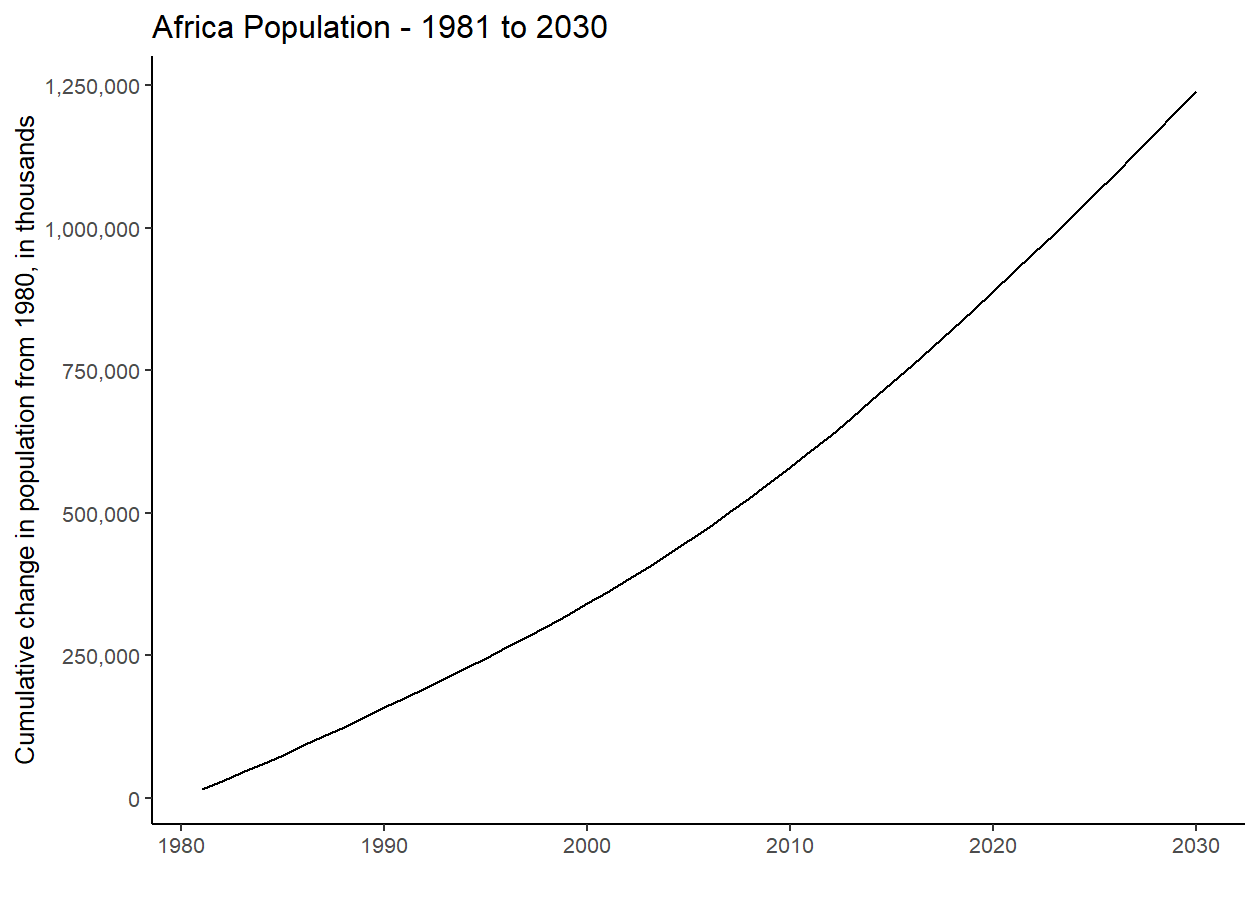 Africa Population - 1981 to 2030
Cumulative change in population from 1980, in thousands
1,250,000
1,000,000
750,000
500,000
250,000
0
1980 1990 2000 2010 2020 2030